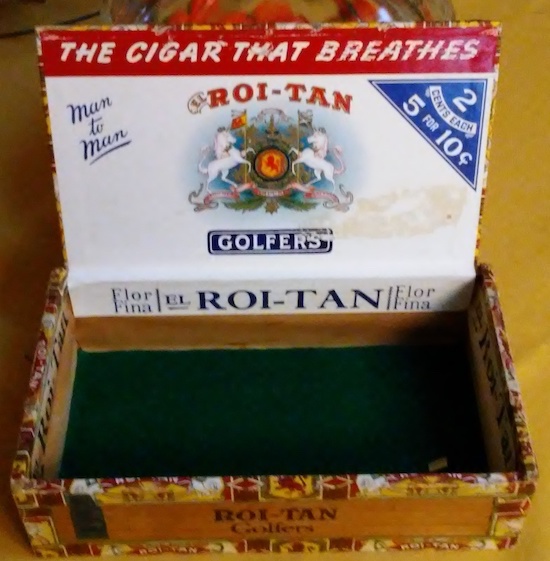 THE CIGAR THAT BREATHES
Man
to
Man
EL ROI-TAN
2
CENTS EACH
5 FOR 10¢
GOLFERS
Flor
Fina
EL ROI-TAN
Flor
Fina
ROI-TAN
Golfers